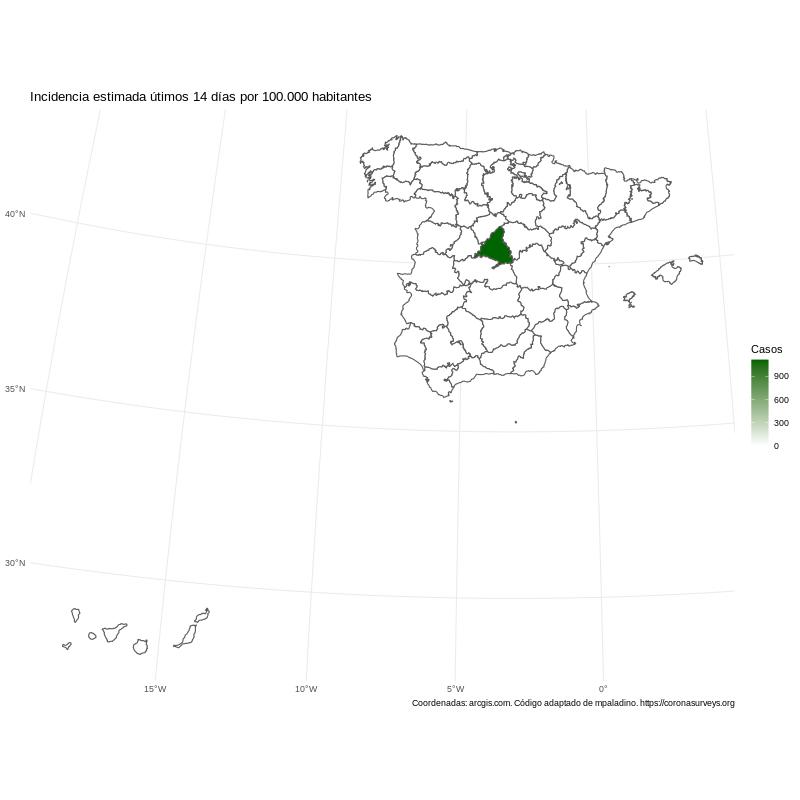 Incidencia estimada útimos 14 días por 100.000 habitantes
40°N
35°N
30°N
15°W
10°W
5°W
0°
Casos
900
600
300
0
Coordenadas: arcgis.com. Código adaptado de mpaladino. https://coronasurveys.org